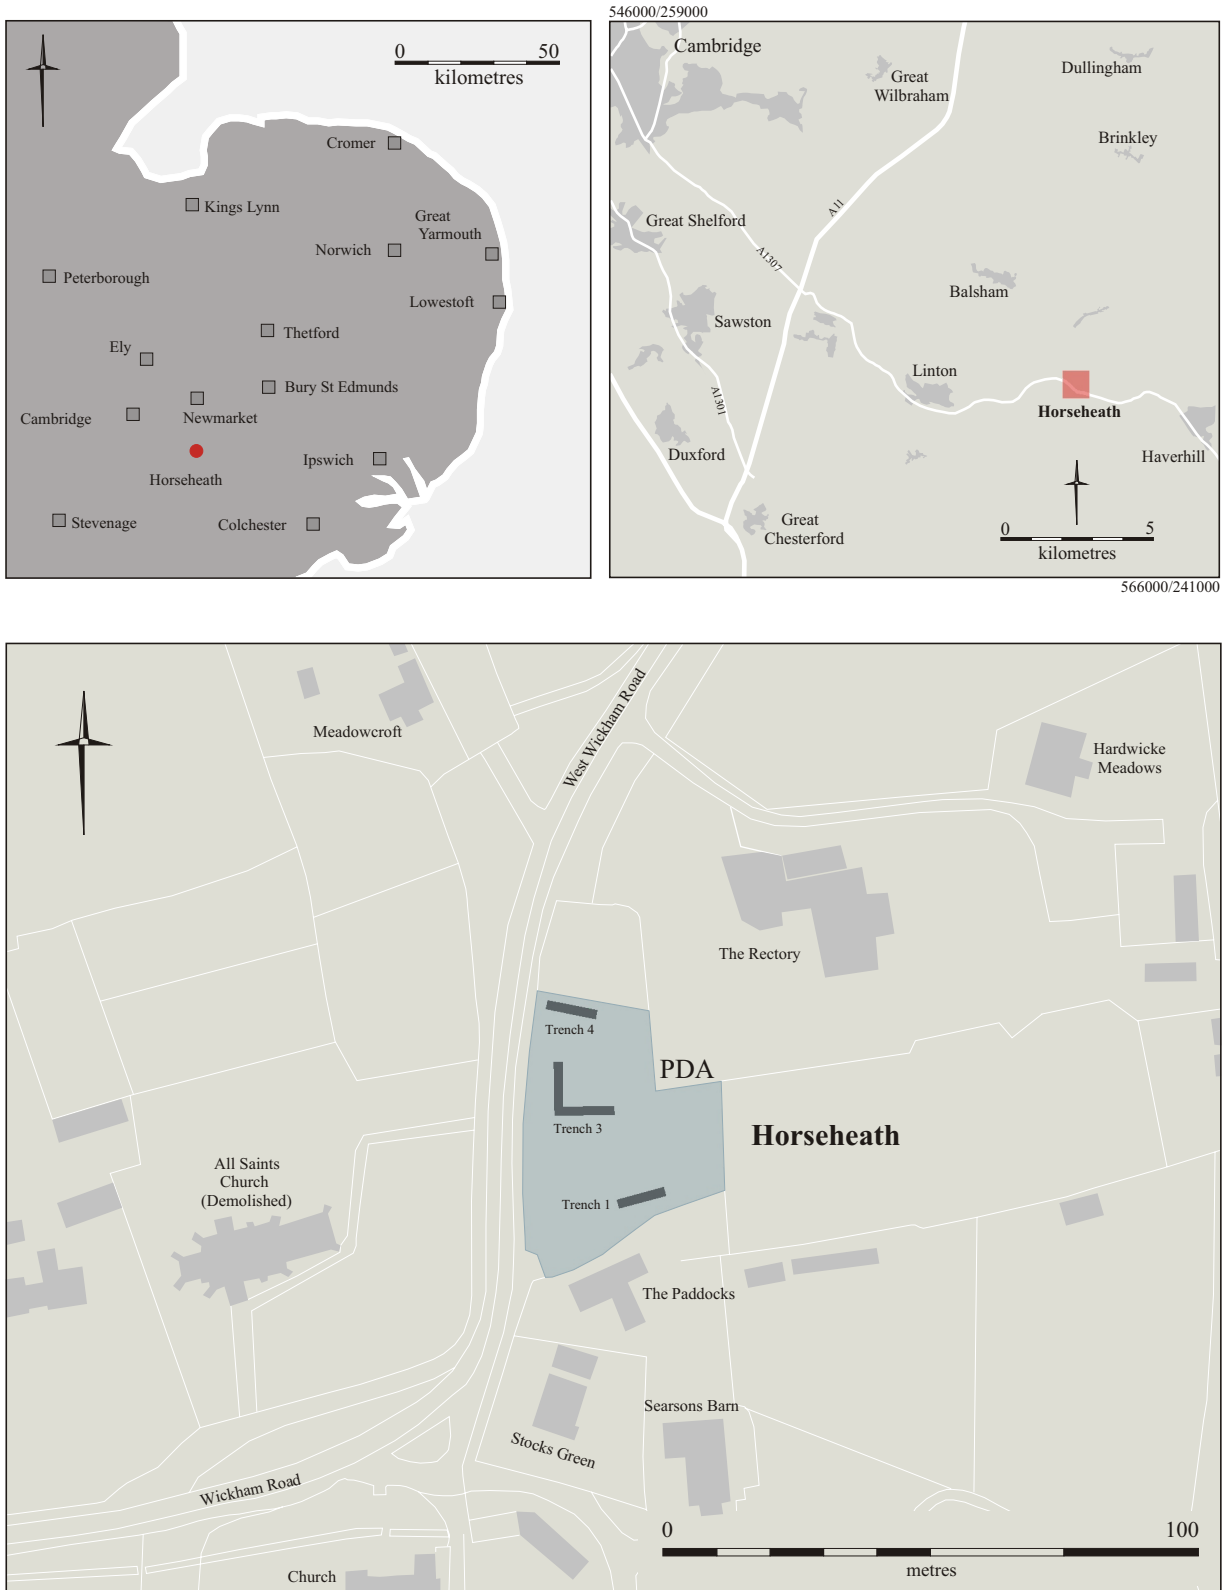 546000/259000
0 50
kilometres
Cromer
Kings Lynn
Great
Yarmouth
Norwich
Peterborough
Lowestoft
Thetford
Ely
Bury St Edmunds
Cambridge
Newmarket
Ipswich
Horseheath
Stevenage
Colchester
Cambridge
Great
Wilbraham
Dullingham
Brinkley
A11
Great Shelford
A1307
Balsham
Sawston
Linton
A1301
Horseheath
Duxford
Haverhill
Great
Chesterford
0 5
kilometres
566000/241000
West Wickham Road
Meadowcroft
Hardwicke
Meadows
The Rectory
Trench 4
PDA
Trench 3
Horseheath
All Saints
Church
(Demolished)
Trench 1
The Paddocks
Searsons Barn
Stocks Green
Wickham Road
0 100
metres
Church